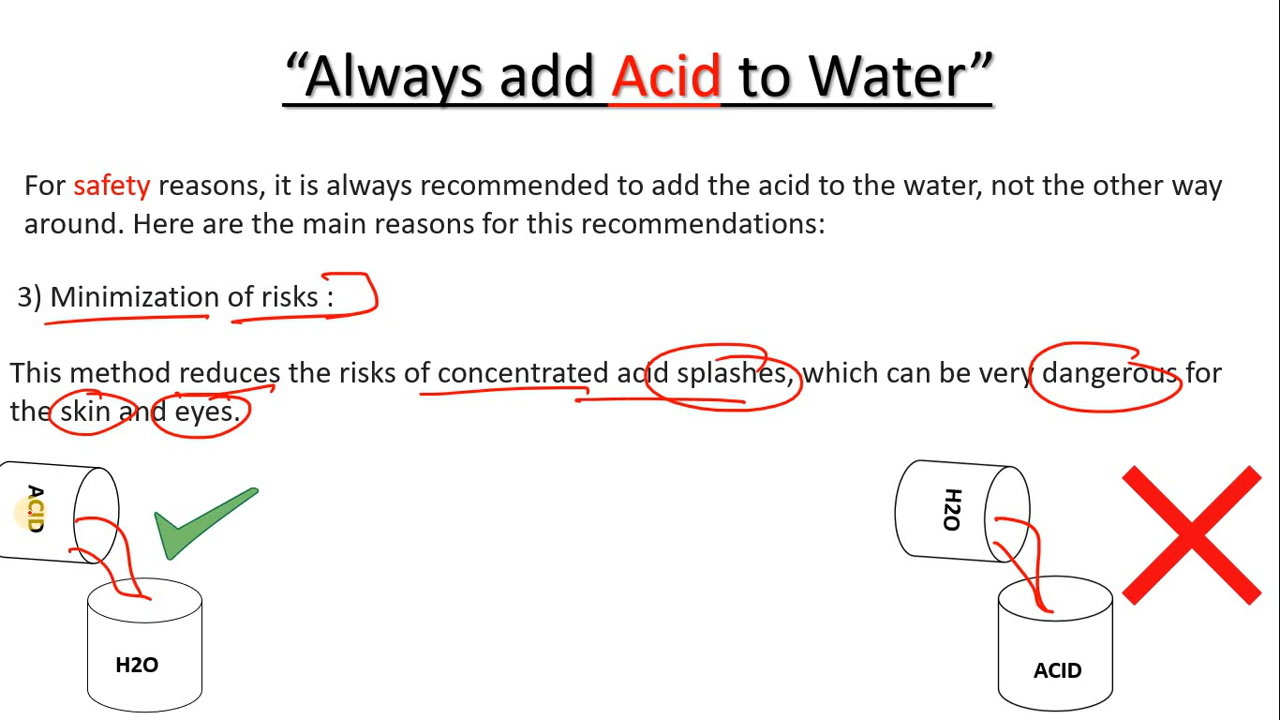 “Always add Acid to Water”
For safety reasons, it is always recommended to add the acid to the water, not the other way
around. Here are the main reasons for this recommendations:
3) Minimization of risks :
This method reduces the risks of concentrated acid splashes, which can be very dangerous for
the skin and eyes.
ACID
H2O
H2O
ACID